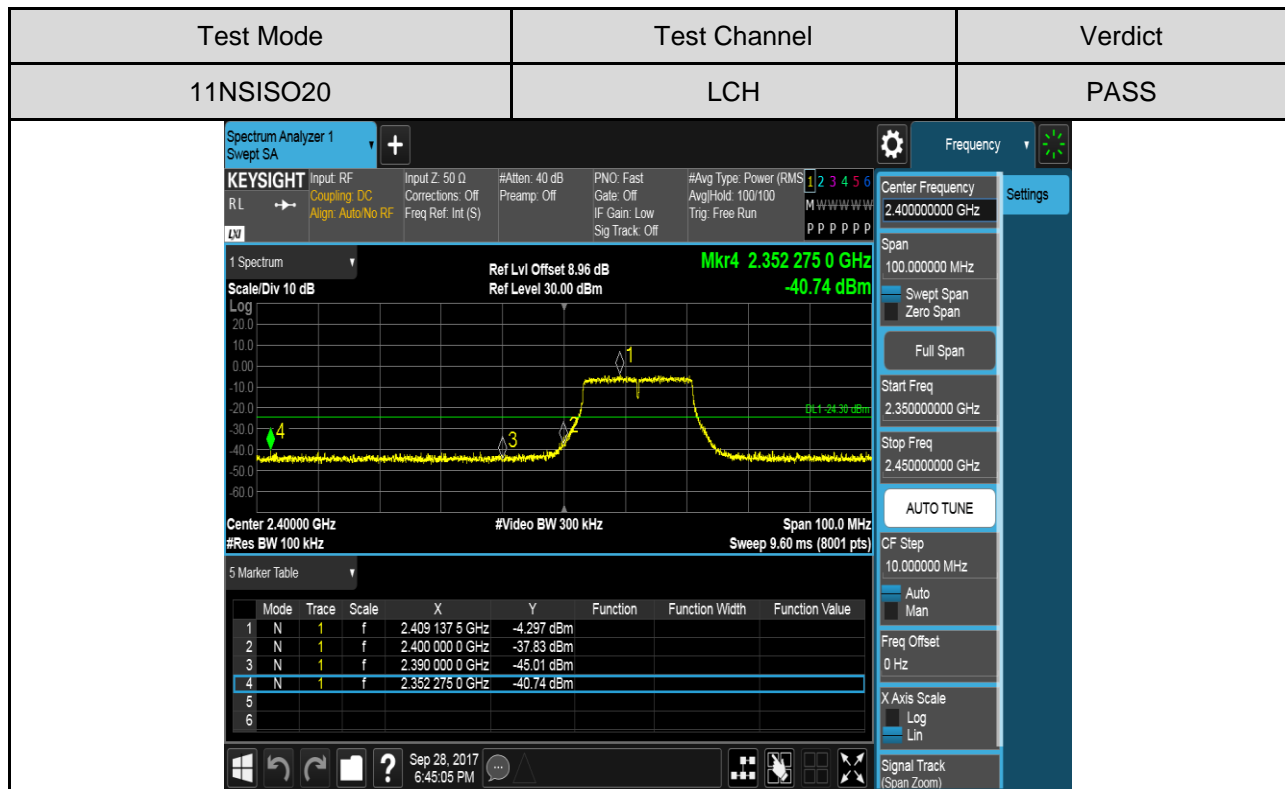 Test Mode Test Channel Verdict
11NSISO20 LCH PASS
Spectrum Analyzer 1
Swept SA
+
Frequency
KEYSIGHT
RL
LXI
Input: RF
Coupling: DC
Align: Auto/No RF
Input Z: 50 Ω
Corrections: Off
Freq Ref: Int (S)
#Atten: 40 dB
Preamp: Off
PNO: Fast
Gate: Off
IF Gain: Low
Sig Track: Off
#Avg Type: Power (RMS
Avg|Hold: 100/100
Trig: Free Run
1 2 3 4 5 6
M W W W W W
P P P P P P
1 Spectrum
Scale/Div 10 dB
Ref Lvl Offset 8.96 dB
Ref Level 30.00 dBm
Mkr4 2.352 275 0 GHz
-40.74 dBm
Log
20.0
10.0
0.00
-10.0
-20.0
-30.0
-40.0
-50.0
-60.0
1
2
3
4
DL1 -24.30 dBm
Center 2.40000 GHz #Video BW 300 kHz Span 100.0 MHz
#Res BW 100 kHz Sweep 9.60 ms (8001 pts)
5 Marker Table
Mode Trace Scale X Y Function Function Width Function Value
1 N 1 f 2.409 137 5 GHz -4.297 dBm
2 N 1 f 2.400 000 0 GHz -37.83 dBm
3 N 1 f 2.390 000 0 GHz -45.01 dBm
4 N 1 f 2.352 275 0 GHz -40.74 dBm
5
6
?
Sep 28, 2017
6:45:05 PM
Settings
Center Frequency
2.400000000 GHz
Span
100.000000 MHz
Swept Span
Zero Span
Full Span
Start Freq
2.350000000 GHz
Stop Freq
2.450000000 GHz
AUTO TUNE
CF Step
10.000000 MHz
Auto
Man
Freq Offset
0 Hz
X Axis Scale
Log
Lin
Signal Track
(Span Zoom)